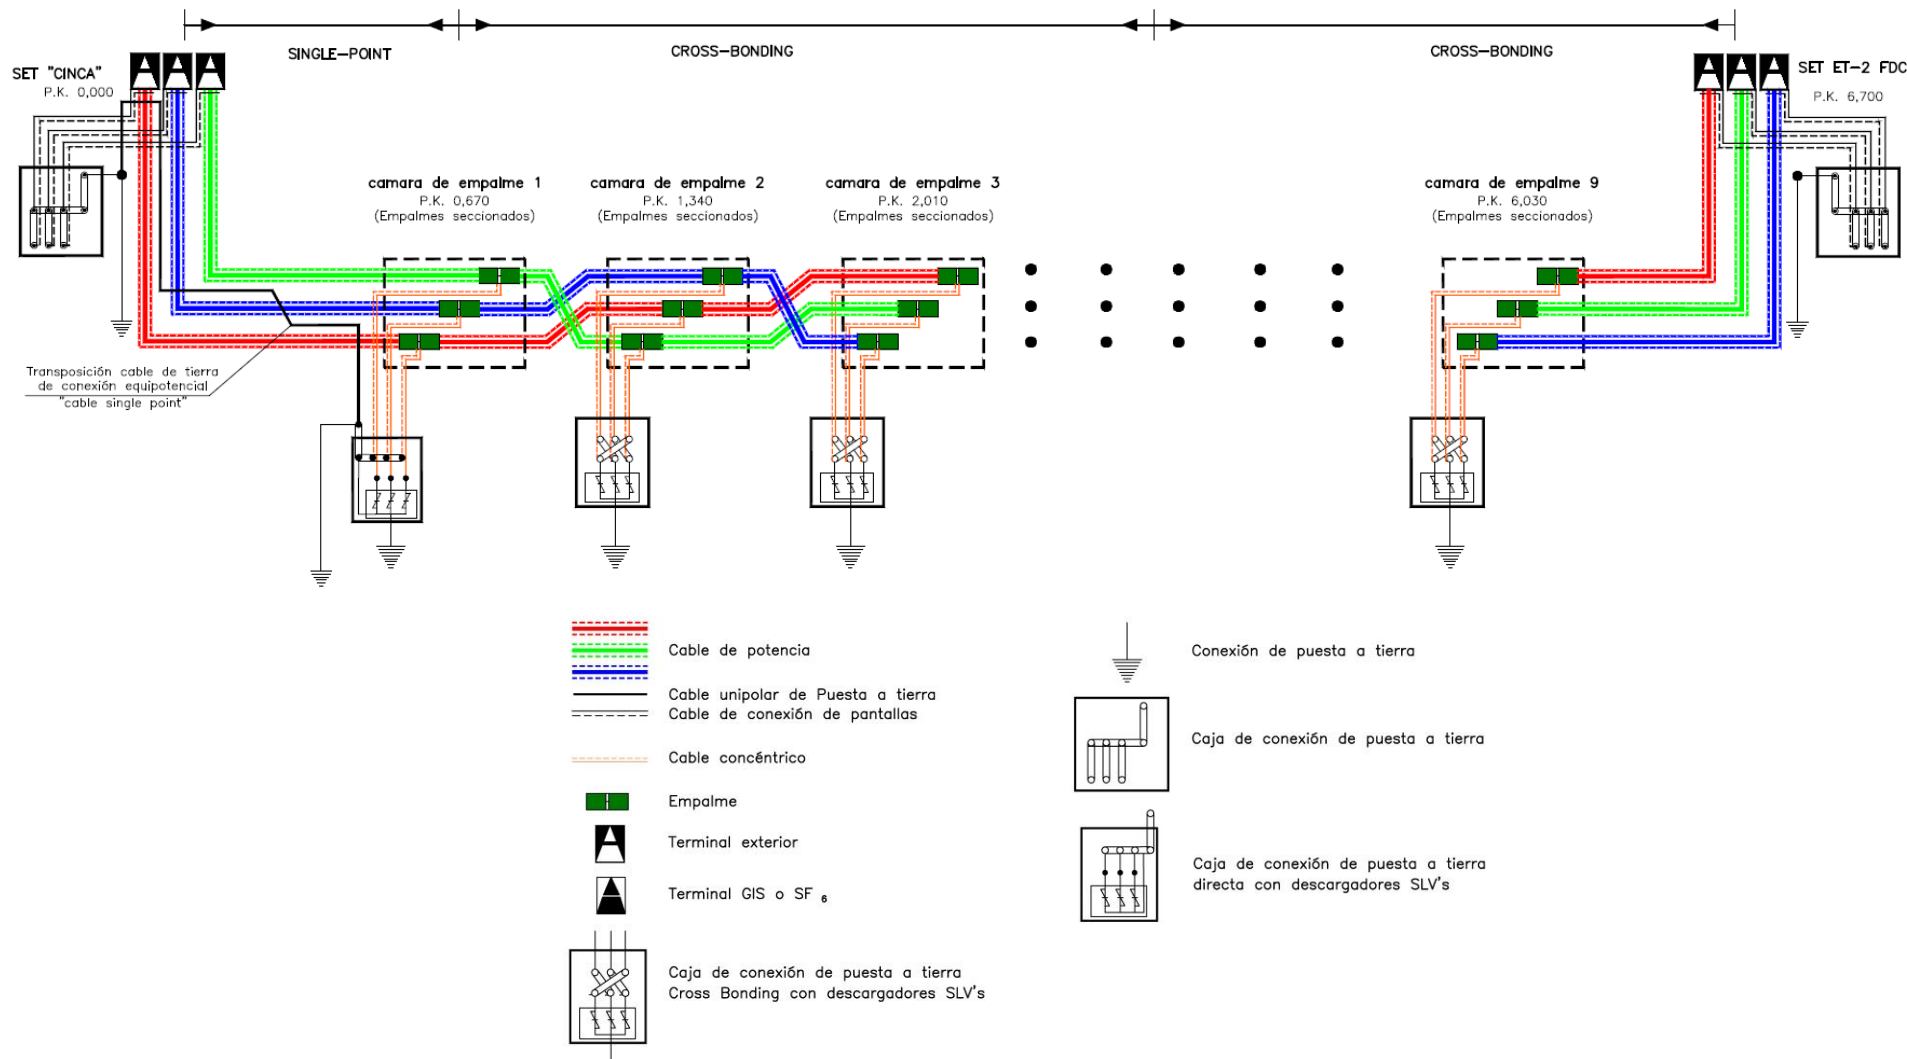 SINGLE-POINT
CROSS-BONDING
CROSS-BONDING
SET "CINCA"
P.K. 0,000
SET ET-2 FDC
P.K. 6,700
camara de empalme 1
P.K. 0,670
(Empalmes seccionados)
camara de empalme 2
P.K. 1,340
(Empalmes seccionados)
camara de empalme 3
P.K. 2,010
(Empalmes seccionados)
camara de empalme 9
P.K. 6,030
(Empalmes seccionados)
Transposición cable de tierra
de conexión equipotencial
"cable single point"
Cable de potencia
Cable unipolar de Puesta a tierra
Cable de conexión de pantallas
Cable concéntrico
Empalme
Terminal exterior
Terminal GIS o SF 6
Caja de conexión de puesta a tierra
Cross Bonding con descargadores SLV's
Conexión de puesta a tierra
Caja de conexión de puesta a tierra
Caja de conexión de puesta a tierra
directa con descargadores SLV's